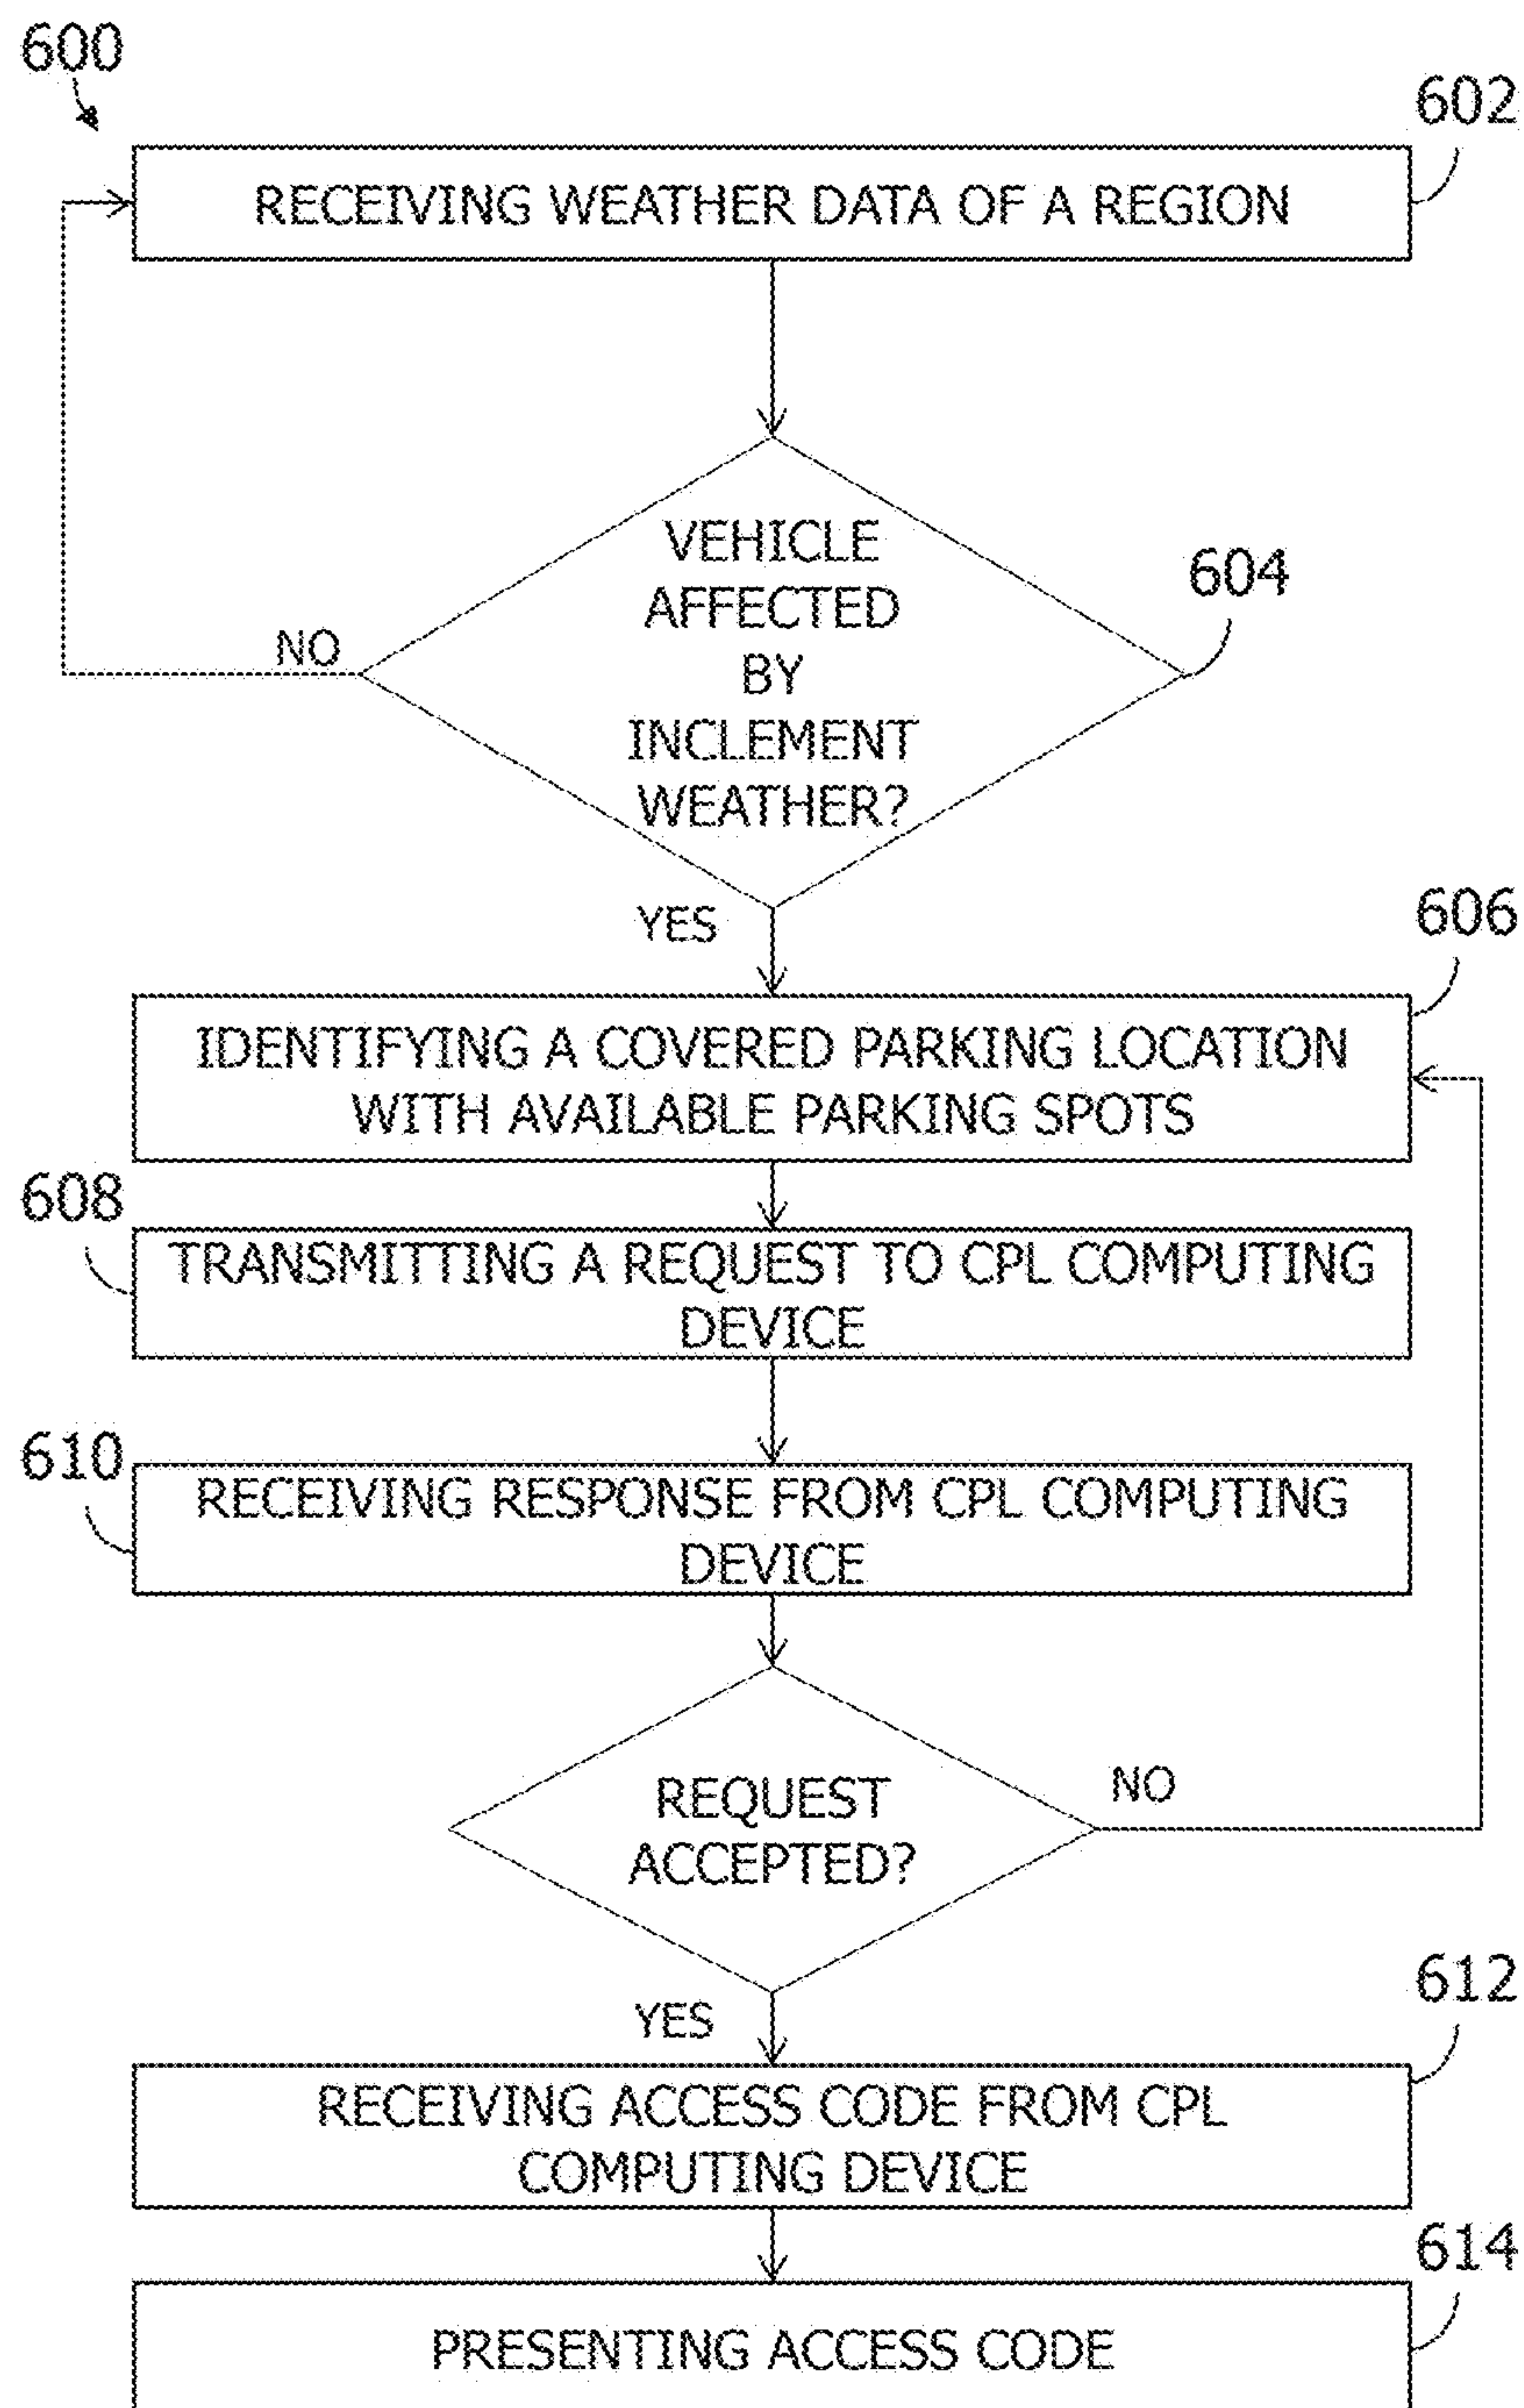 600
602
RECEIVING WEATHER DATA OF A REGION
VEHICLE
AFFECTED
BY
INCLEMENT
WEATHER?
604
NO
YES
606
IDENTIFYING A COVERED PARKING LOCATION
WITH AVAILABLE PARKING SPOTS
608
TRANSMITTING A REQUEST TO CPL COMPUTING
DEVICE
610
RECEIVING RESPONSE FROM CPL COMPUTING
DEVICE
REQUEST
ACCEPTED?
NO
YES
612
RECEIVING ACCESS CODE FROM CPL
COMPUTING DEVICE
614
PRESENTING ACCESS CODE